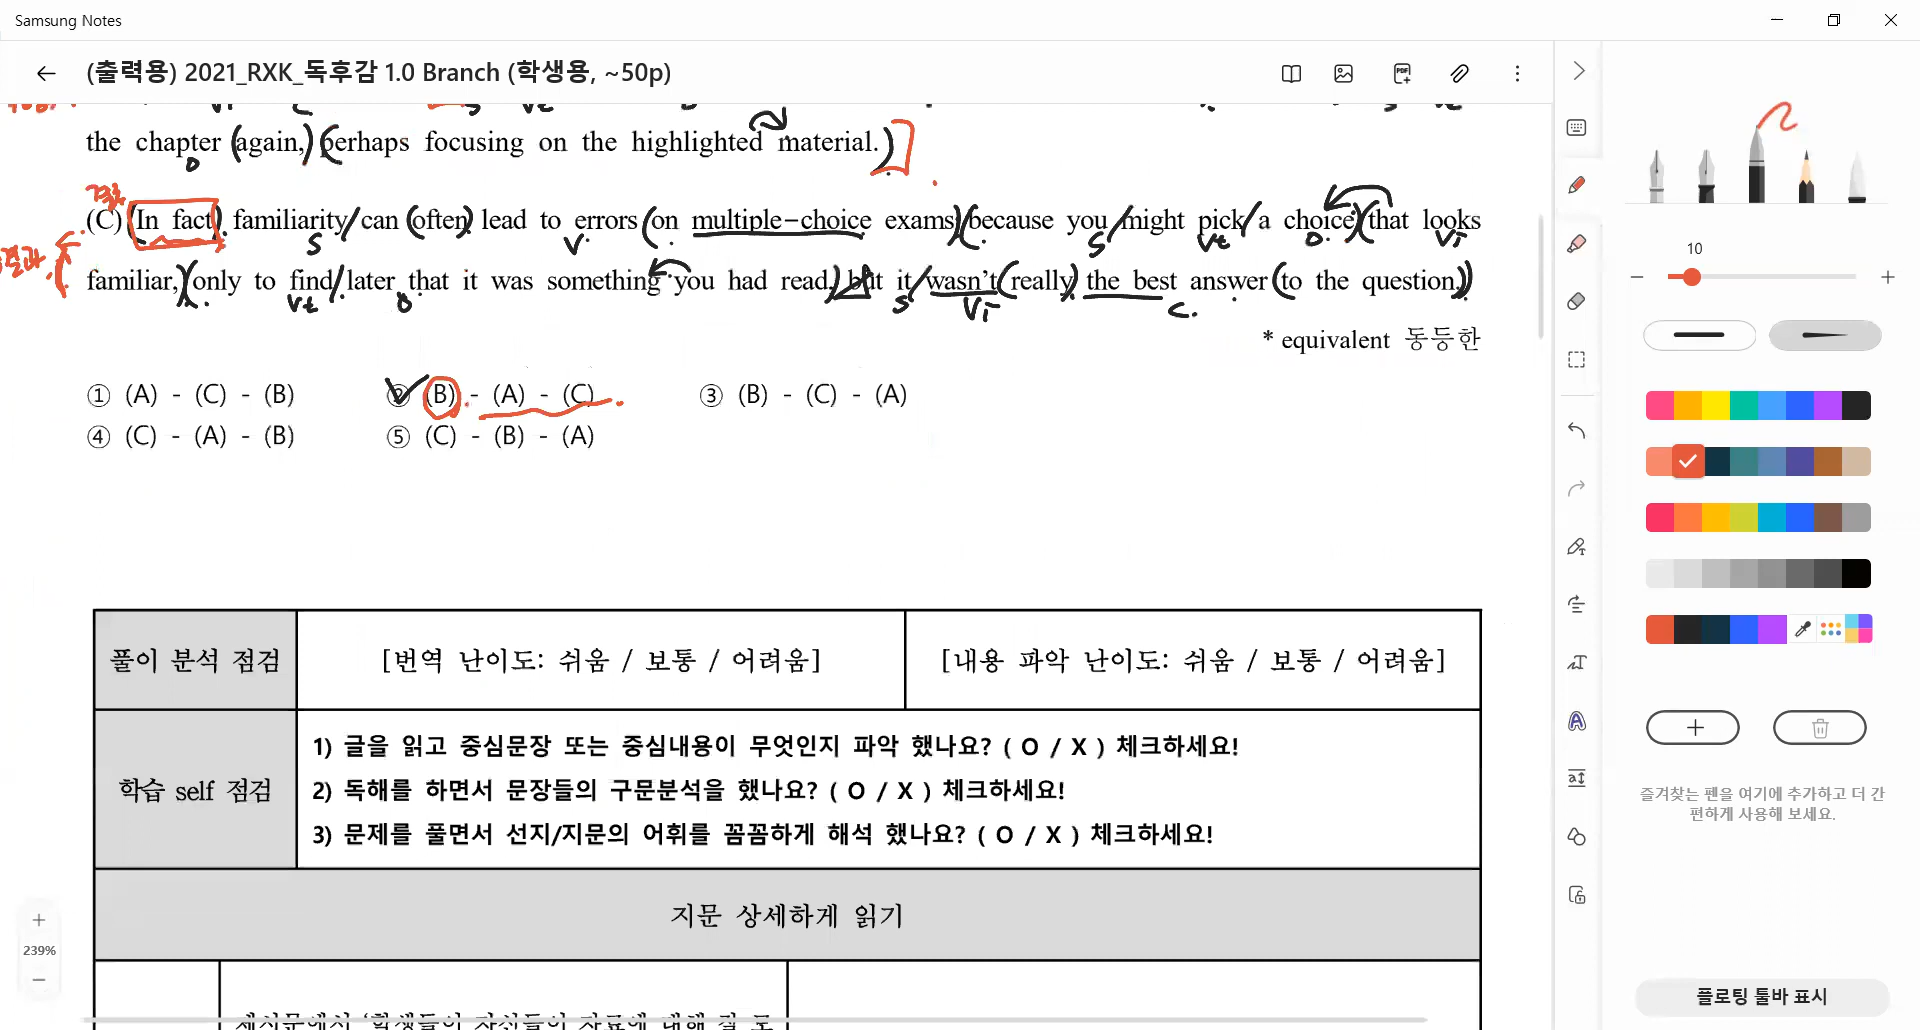 Samsung Notes
(출력용) 2021_RXK_독후감 1.0 Branch (학생용, ~50p)
the chapter (again,) (perhaps focusing on the highlighted material.)
(C) In fact, familiarity can (often) lead to errors (on multiple-choice exams) (because you might pick a choice) (that looks
familiar,) (only to find later that it was something you had read, but it wasn't (really) the best answer (to the question.))
* equivalent 동등한
① (A) - (C) - (B)
② (B) - (A) - (C)
③ (B) - (C) - (A)
④ (C) - (A) - (B)
⑤ (C) - (B) - (A)
풀이 분석 점검
[번역 난이도: 쉬움 / 보통 / 어려움]
[내용 파악 난이도: 쉬움 / 보통 / 어려움]
학습 self 점검
1) 글을 읽고 중심문장 또는 중심내용이 무엇인지 파악 했나요? ( O / X ) 체크하세요!
2) 독해를 하면서 문장들의 구문분석을 했나요? ( O / X ) 체크하세요!
3) 문제를 풀면서 선지/지문의 어휘를 꼼꼼하게 해석 했나요? ( O / X ) 체크하세요!
지문 상세하게 읽기
239%
10
즐겨찾는 펜을 여기에 추가하고 더 간
편하게 사용해 보세요.
플로팅 툴바 표시